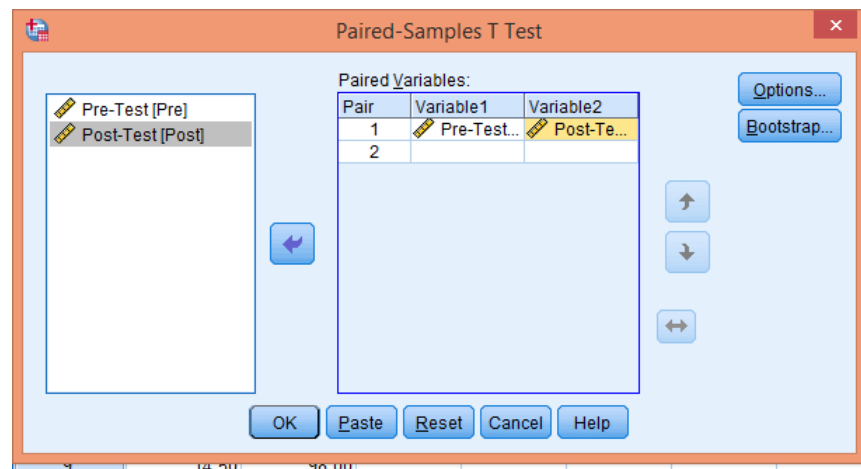 Paired-Samples T Test
Paired Variables:
Pre-Test [Pre]
Post-Test [Post]
Pair Variable1 Variable2
1 Pre-Test... Post-Te...
2
Options...
Bootstrap...
OK Paste Reset Cancel Help